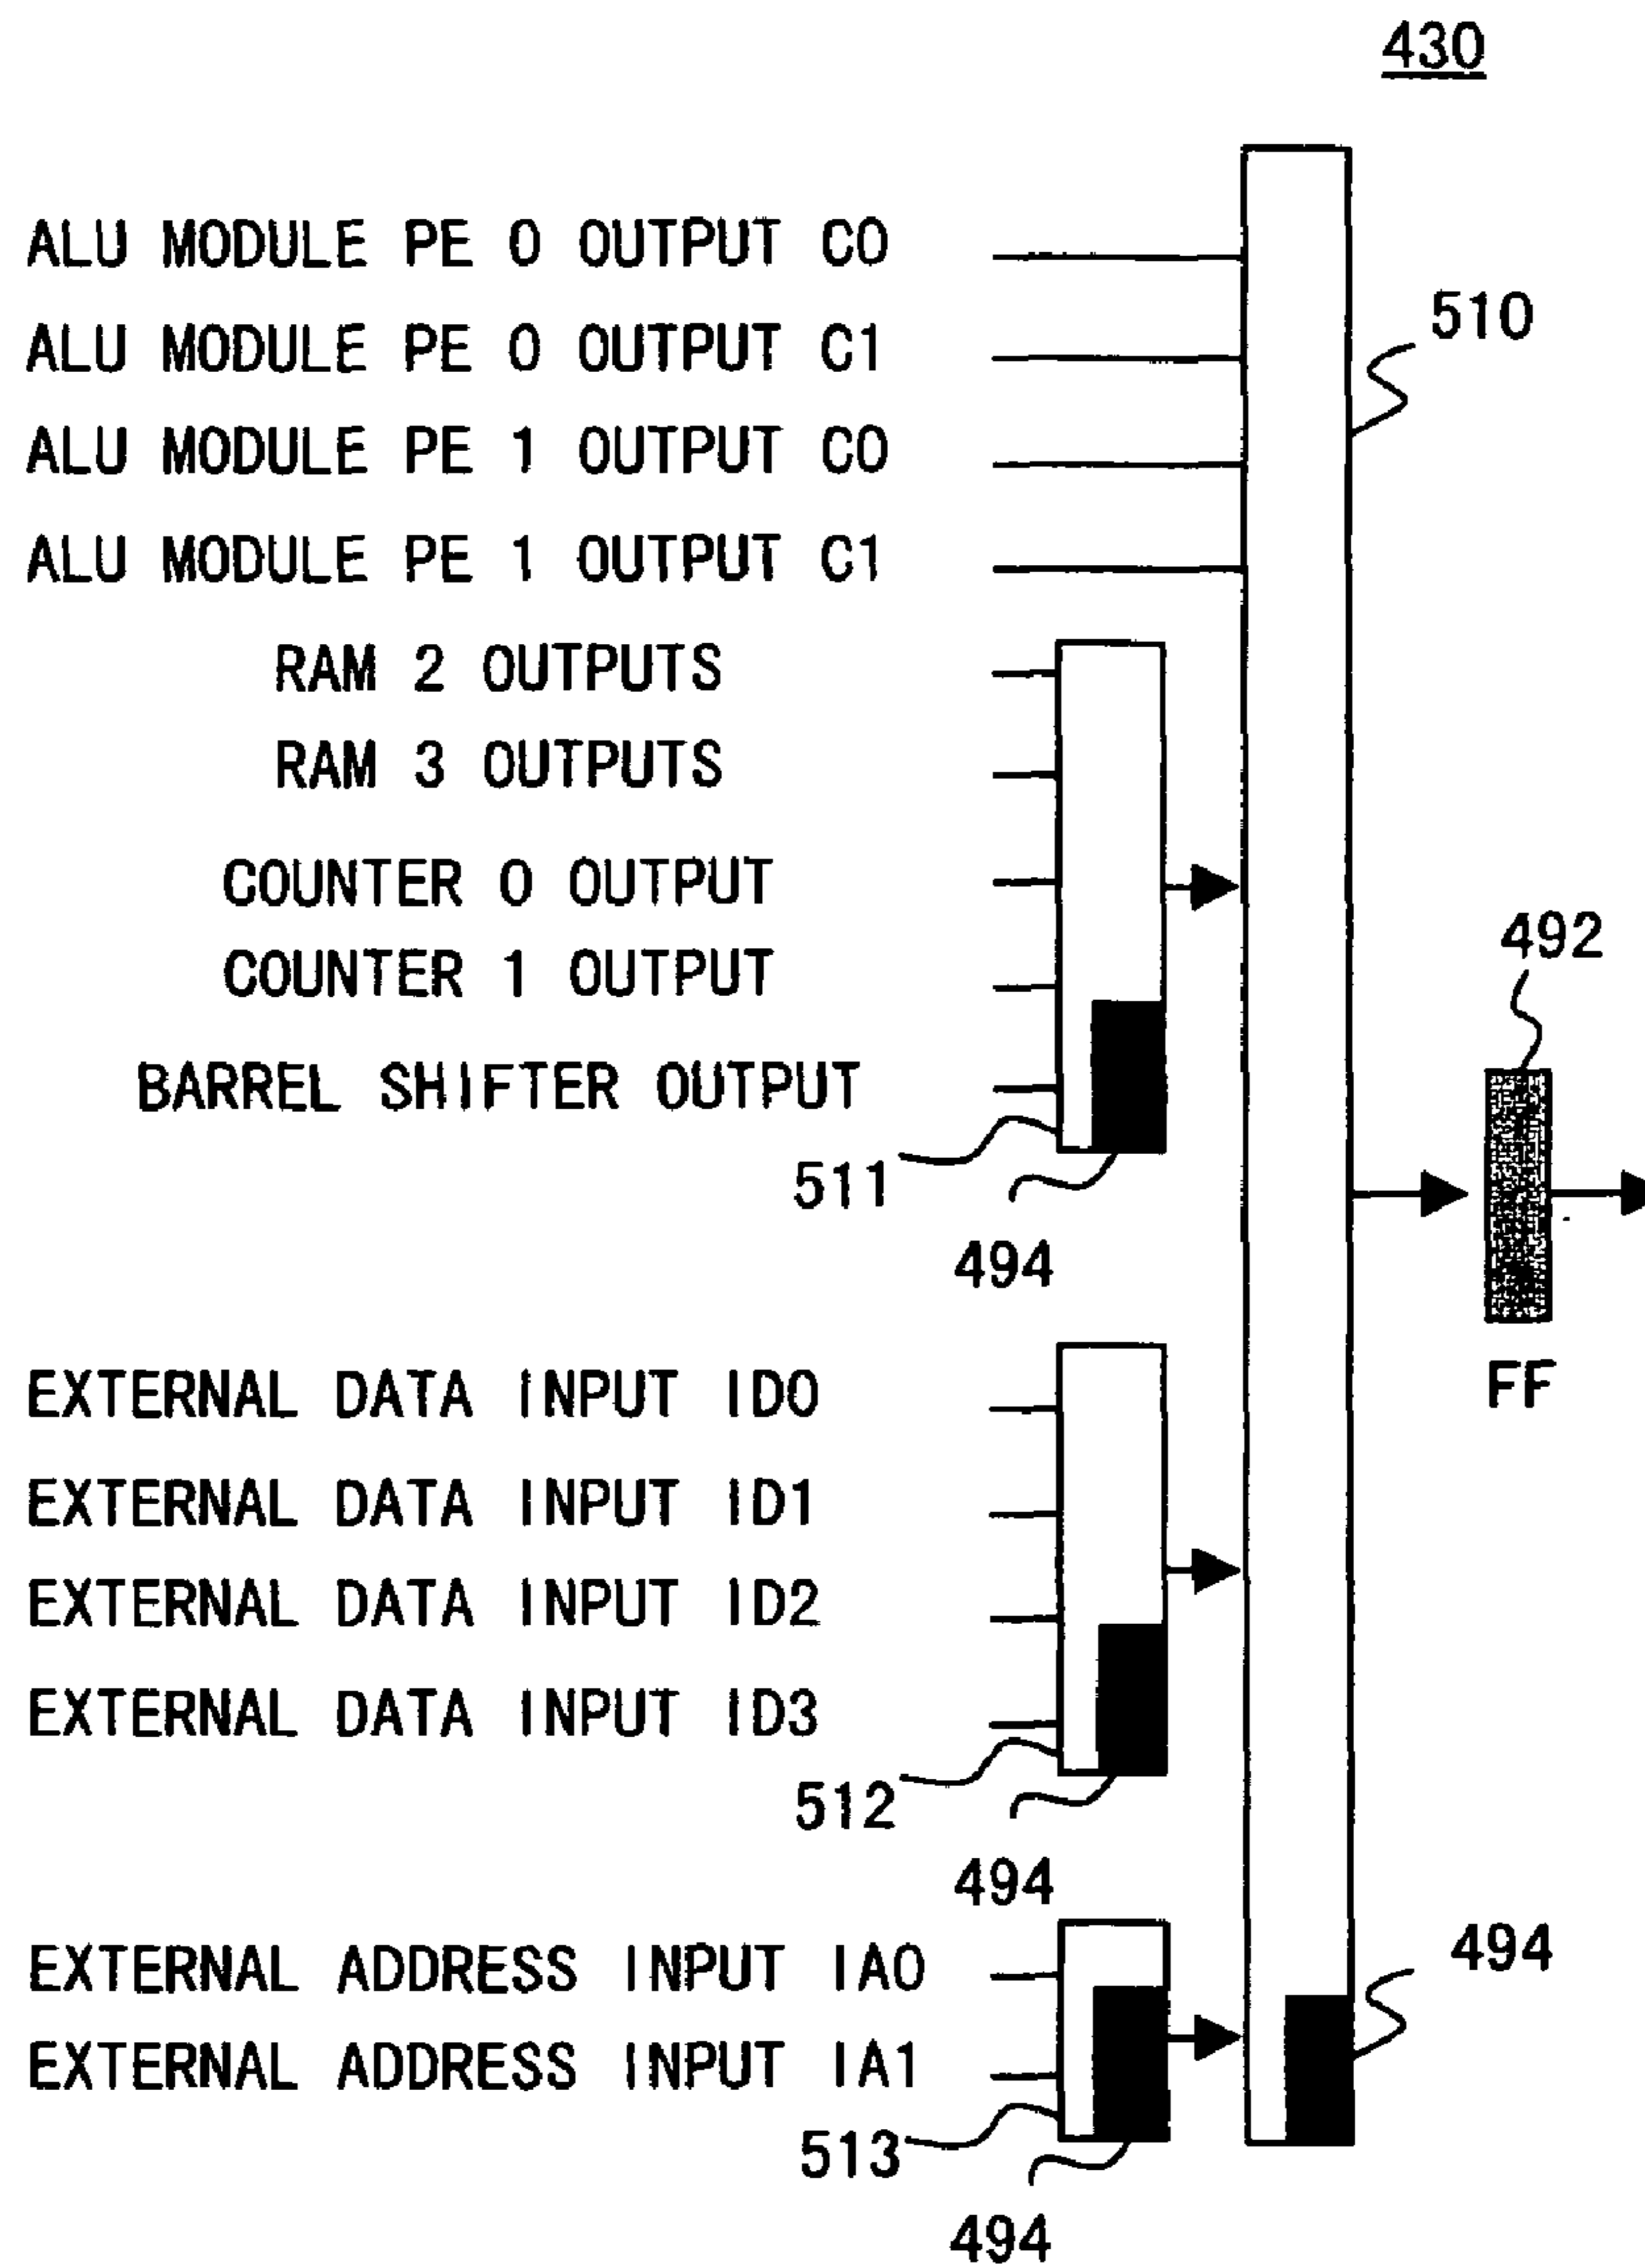 430
ALU MODULE PE 0 OUTPUT C0
ALU MODULE PE 0 OUTPUT C1
510
ALU MODULE PE 1 OUTPUT C0
ALU MODULE PE 1 OUTPUT C1
RAM 2 OUTPUTS
RAM 3 OUTPUTS
COUNTER 0 OUTPUT
COUNTER 1 OUTPUT
492
BARREL SHIFTER OUTPUT
511
494
FF
EXTERNAL DATA INPUT ID0
EXTERNAL DATA INPUT ID1
EXTERNAL DATA INPUT ID2
EXTERNAL DATA INPUT ID3
512
494
EXTERNAL ADDRESS INPUT IA0
494
EXTERNAL ADDRESS INPUT IA1
513
494